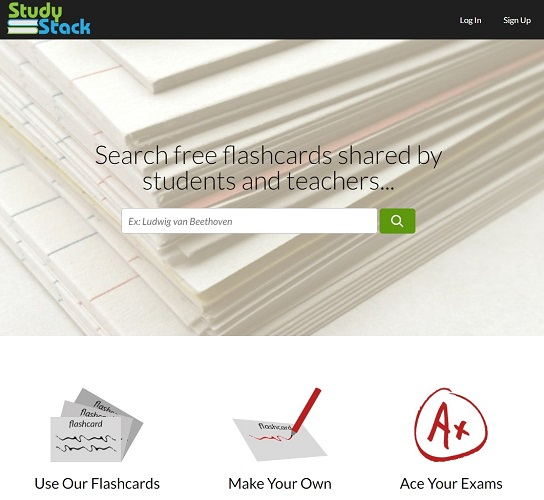 Study
Stack
Log In
Sign Up
Search free flashcards shared by
students and teachers...
Ex: Ludwig van Beethoven
flashcard
flashcard
flashcard
flashcard
A+
Use Our Flashcards
Make Your Own
Ace Your Exams